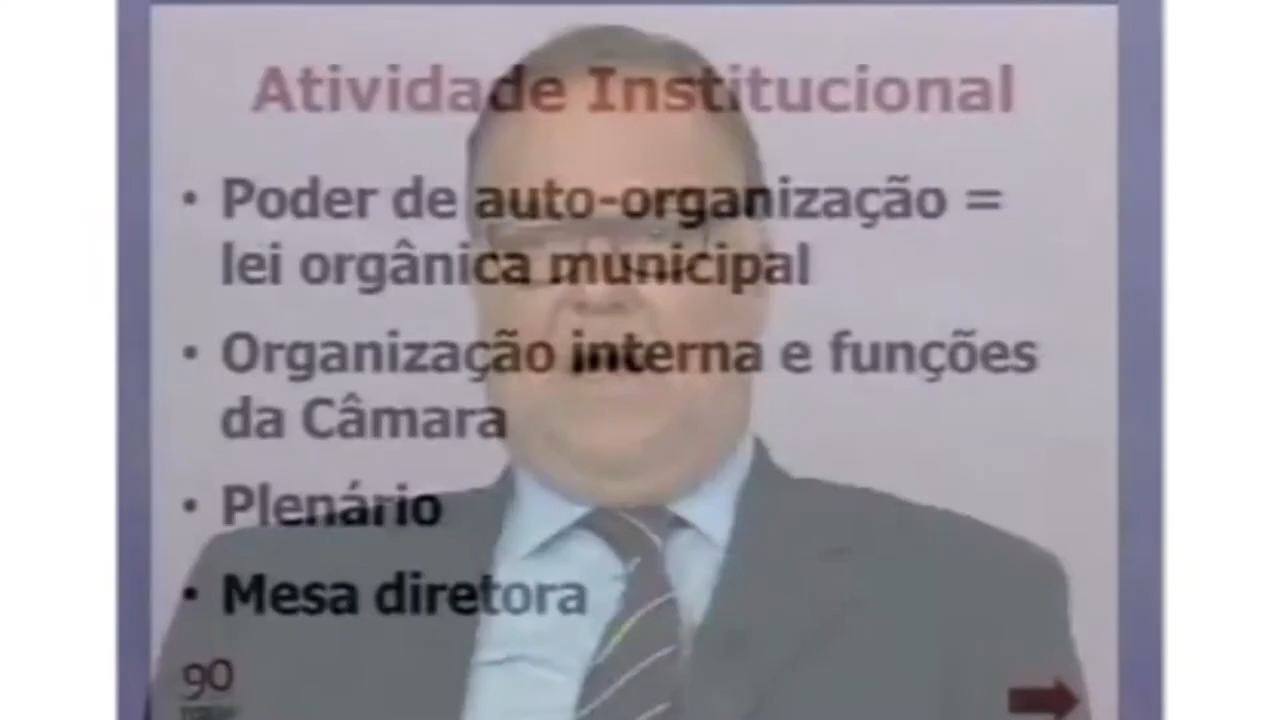 Atividade Institucional
• Poder de auto-organização =
lei orgânica municipal
• Organização interna e funções
da Câmara
• Plenário
• Mesa diretora
90